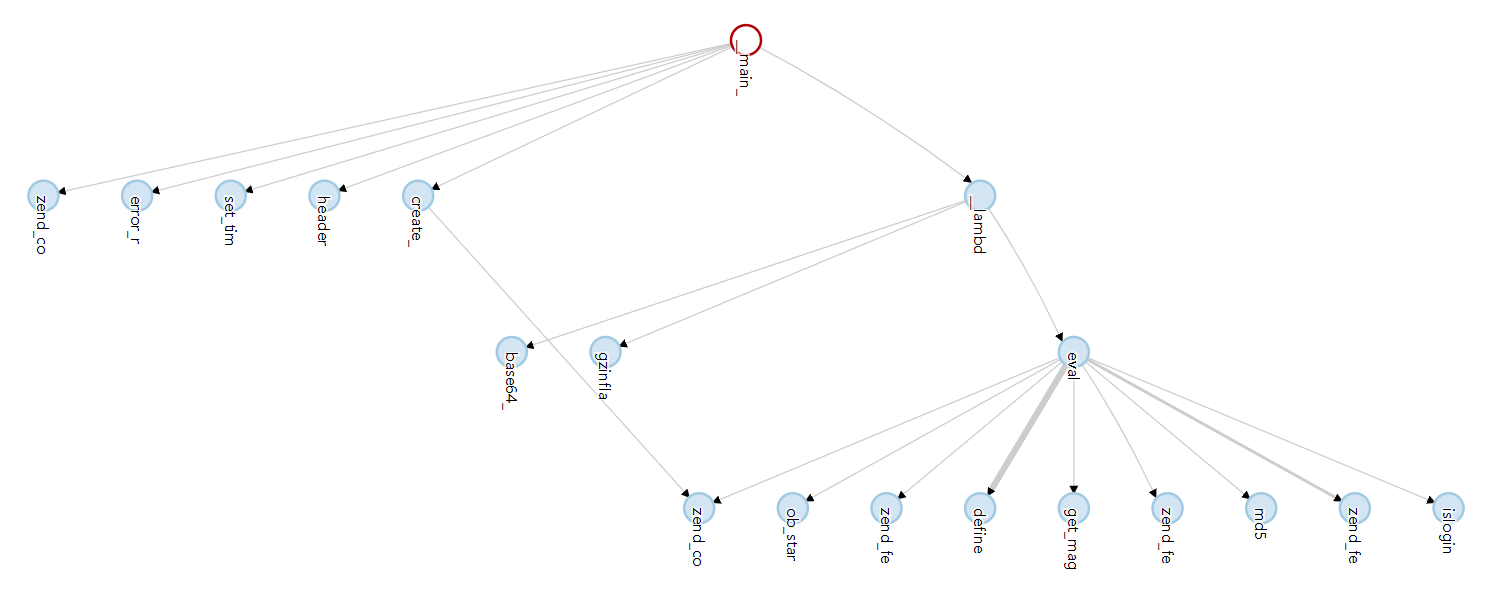 __main_
zend_co
error_r
set_tim
header
create_
__lambd
base64_
gzinfla
eval
zend_co
ob_star
zend_fe
define
get_mag
zend_fe
md5
zend_fe
islogin